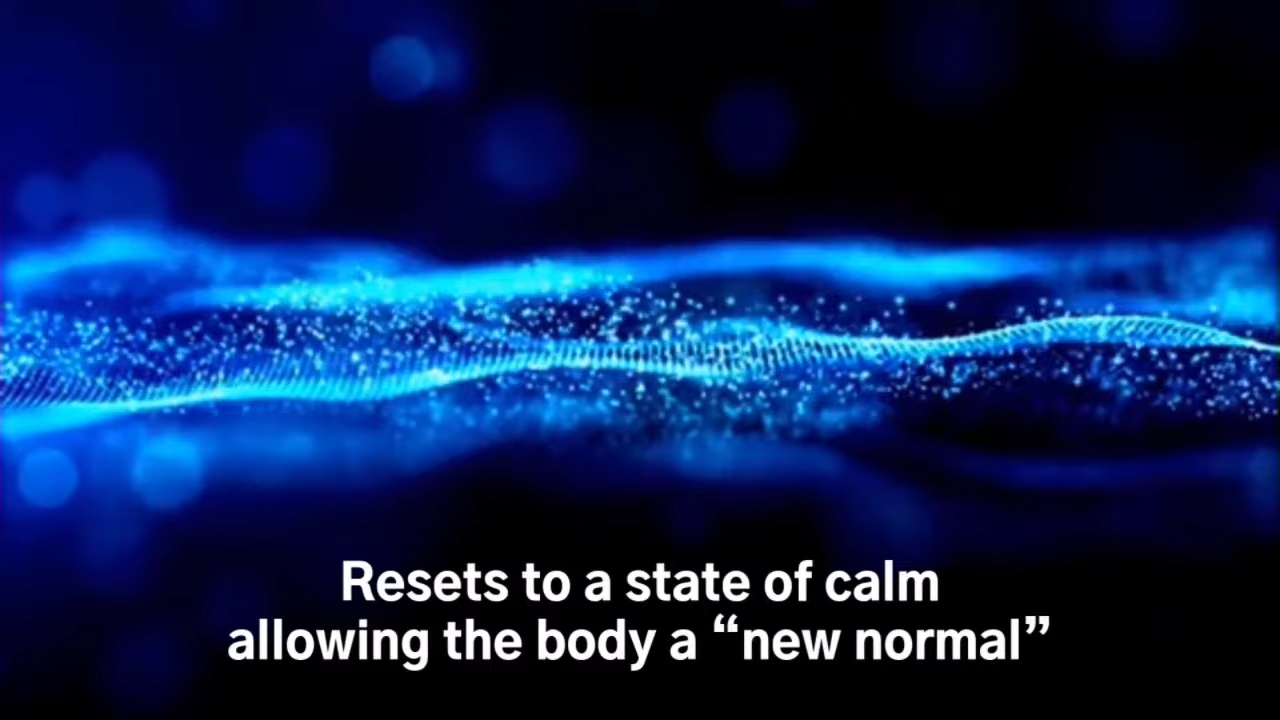 Resets to a state of calm
allowing the body a “new normal”